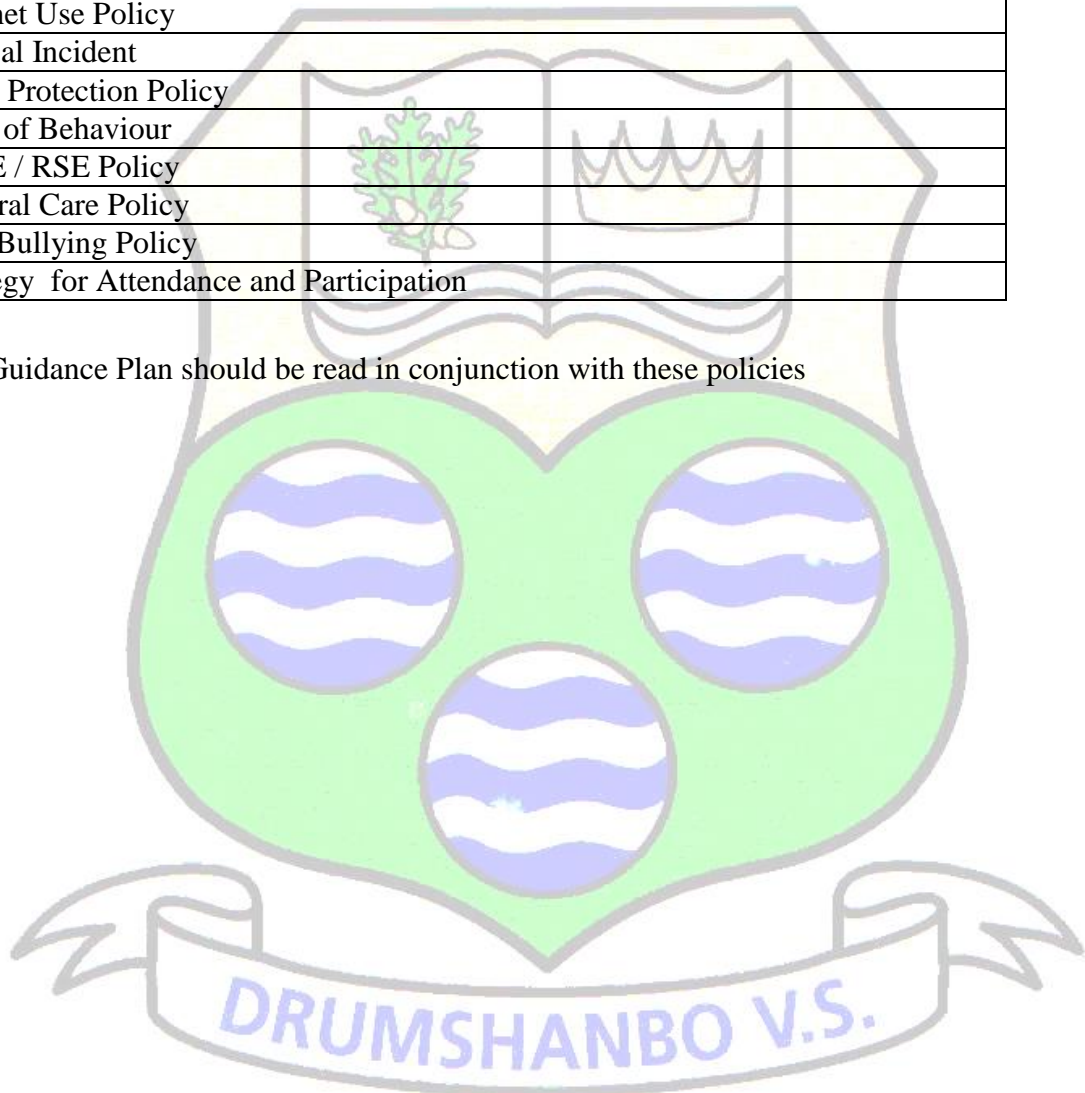 net Use Policy
al Incident
Protection Policy
of Behaviour
E / RSE Policy
ral Care Policy
Bullying Policy
egy for Attendance and Participation
Guidance Plan should be read in conjunction with these policies
DRUMSHANBO V.S.